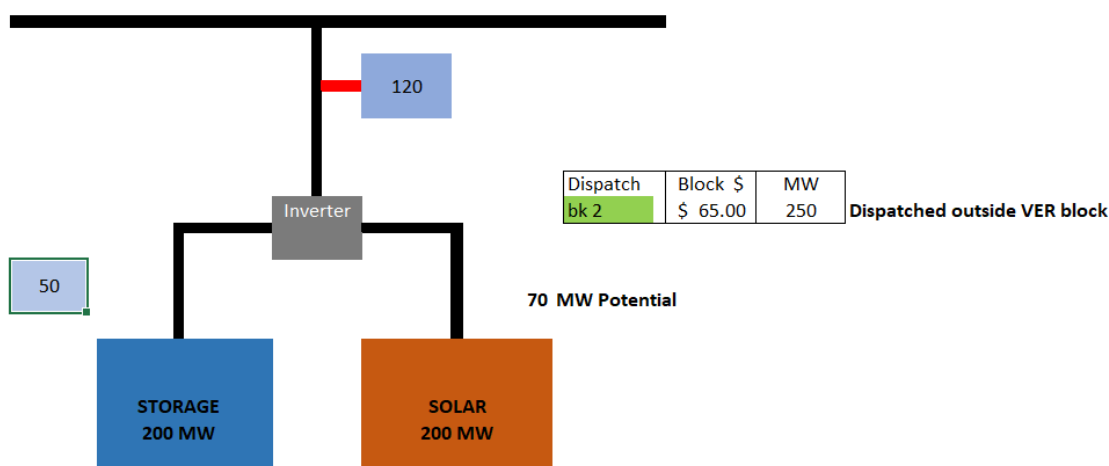 120
Inverter
Dispatch Block $ MW
bk 2 $ 65.00 250 Dispatched outside VER block
50
70 MW Potential
STORAGE
200 MW
SOLAR
200 MW